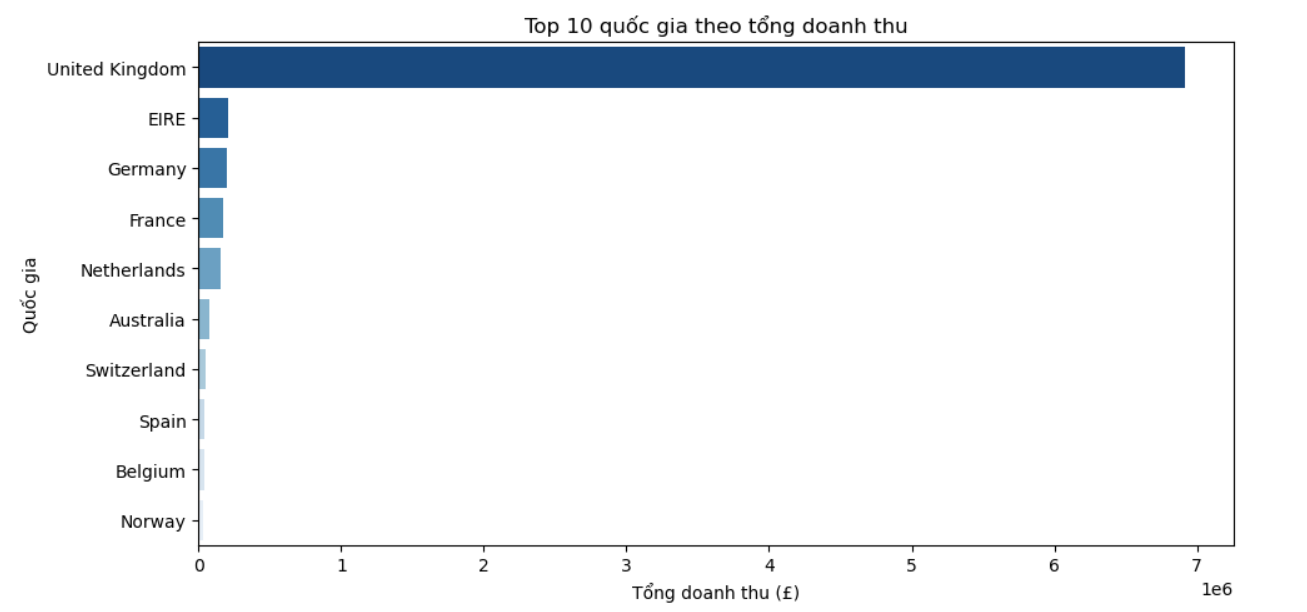 Top 10 quốc gia theo tổng doanh thu
United Kingdom
EIRE
Germany
France
Netherlands
Australia
Switzerland
Spain
Belgium
Norway
Quốc gia
0 1 2 3 4 5 6 7
1e6
Tổng doanh thu (£)